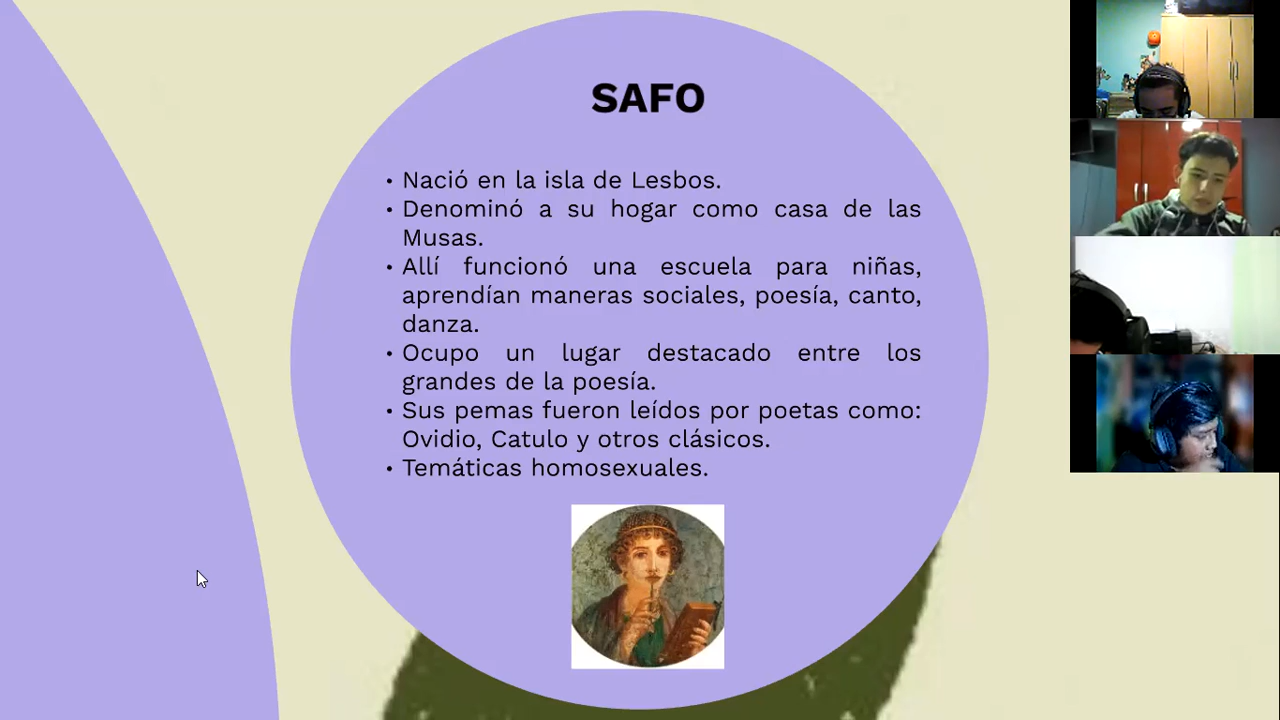 SAFO
• Nació en la isla de Lesbos.
• Denominó a su hogar como casa de las
Musas.
• Allí funcionó una escuela para niñas,
aprendían maneras sociales, poesía, canto,
danza.
• Ocupo un lugar destacado entre los
grandes de la poesía.
• Sus pemas fueron leídos por poetas como:
Ovidio, Catulo y otros clásicos.
• Temáticas homosexuales.